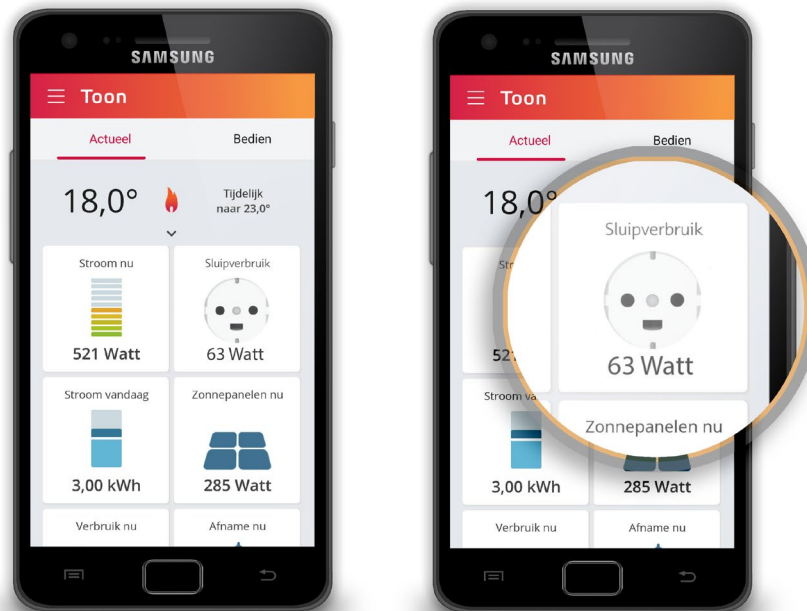 SAMSUNG
Toon
Actueel Bedien
18,0° Tijdelijk
naar 23,0°
Stroom nu Sluipverbruik
521 Watt 63 Watt
Stroom vandaag Zonnepanelen nu
3,00 kWh 285 Watt
Verbruik nu Afname nu
SAMSUNG
Toon
Actueel Bedien
18,0°
Sluipverbruik
63 Watt
Zonnepanelen nu
3,00 kWh 285 Watt
Verbruik nu Afname nu